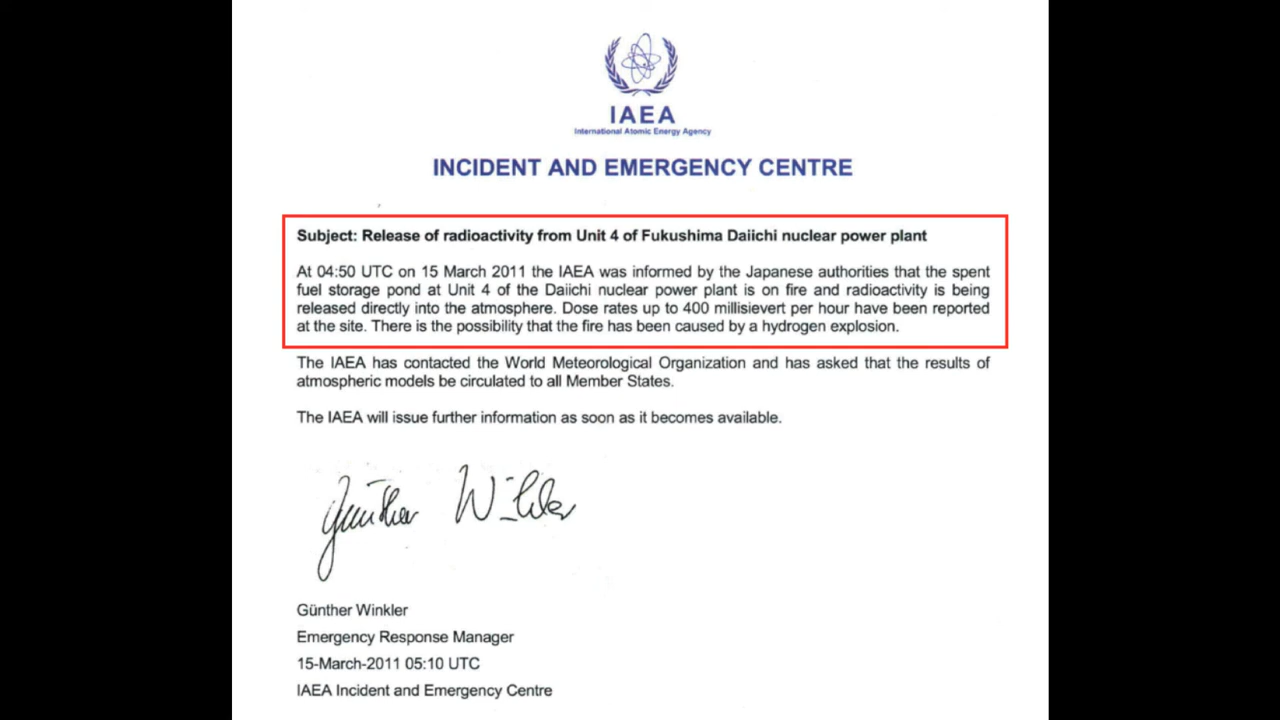 IAEA
International Atomic Energy Agency
INCIDENT AND EMERGENCY CENTRE
Subject: Release of radioactivity from Unit 4 of Fukushima Daiichi nuclear power plant
At 04:50 UTC on 15 March 2011 the IAEA was informed by the Japanese authorities that the spent
fuel storage pond at Unit 4 of the Daiichi nuclear power plant is on fire and radioactivity is being
released directly into the atmosphere. Dose rates up to 400 millisievert per hour have been reported
at the site. There is the possibility that the fire has been caused by a hydrogen explosion.
The IAEA has contacted the World Meteorological Organization and has asked that the results of
atmospheric models be circulated to all Member States.
The IAEA will issue further information as soon as it becomes available.
Günther Winkler
Günther Winkler
Emergency Response Manager
15-March-2011 05:10 UTC
IAEA Incident and Emergency Centre